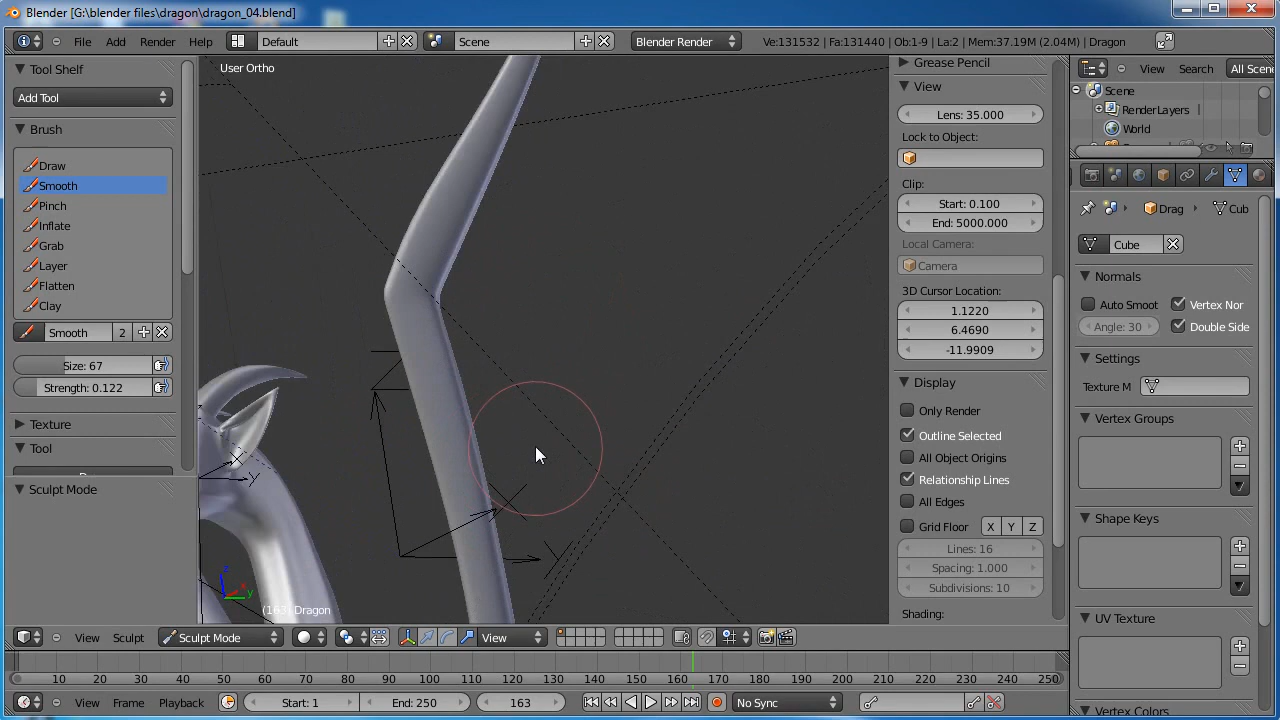 Blender [G:\blender files\dragon\dragon_04.blend]
File Add Render Help Default Scene Blender Render Ve:131532 | Fa:131440 | Ob:1-9 | La:2 | Mem:37.19M (2.04M) | Dragon
Tool Shelf
Add Tool
Brush
Draw
Smooth
Pinch
Inflate
Grab
Layer
Flatten
Clay
Smooth 2
Size: 67
Strength: 0.122
Texture
Tool
Sculpt Mode
User Ortho
(163) Dragon
Grease Pencil
View
Lens: 35.000
Lock to Object:
Clip:
Start: 0.100
End: 5000.000
Local Camera:
Camera
3D Cursor Location:
1.1220
6.4690
-11.9909
Display
Only Render
Outline Selected
All Object Origins
Relationship Lines
All Edges
Grid Floor X Y Z
Lines: 16
Spacing: 1.000
Subdivisions: 10
Shading:
View Search All Scene
Scene
RenderLayers
World
Drag Cub
Cube
Normals
Auto Smoot Vertex Nor
Angle: 30 Double Side
Settings
Texture M
Vertex Groups
Shape Keys
UV Texture
Vertex Colors
View Sculpt Sculpt Mode View
10 20 30 40 50 60 70 80 90 100 110 120 130 140 150 160 170 180 190 200 210 220 230 240 250
View Frame Playback Start: 1 End: 250 163 No Sync